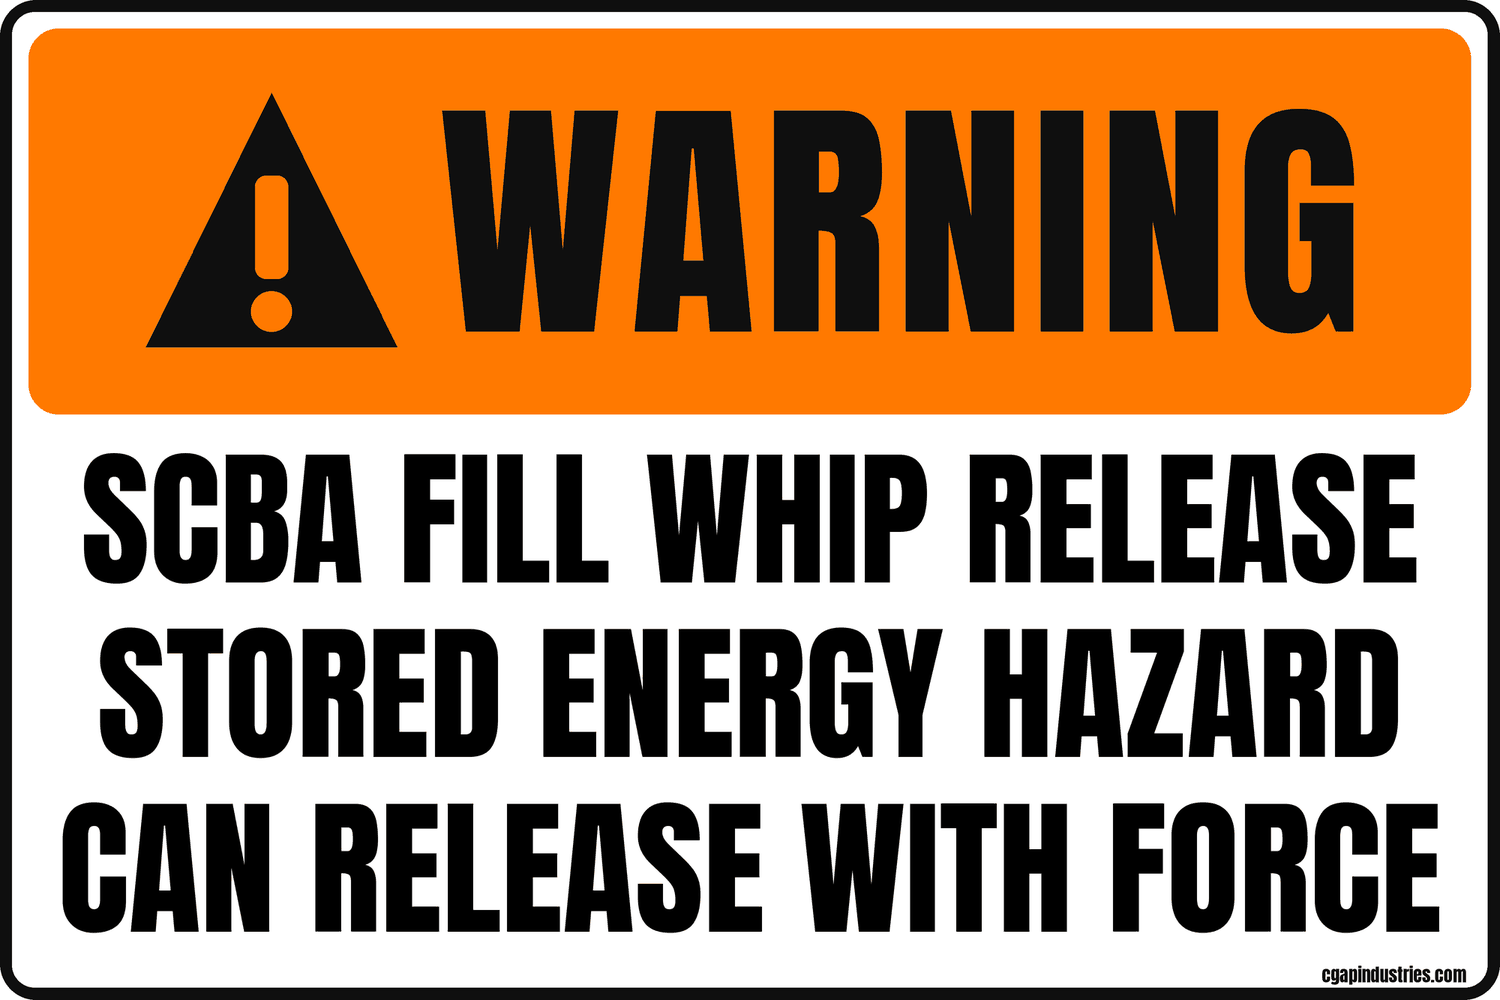 WARNING
SCBA FILL WHIP RELEASE
STORED ENERGY HAZARD
CAN RELEASE WITH FORCE
cgapindustries.com